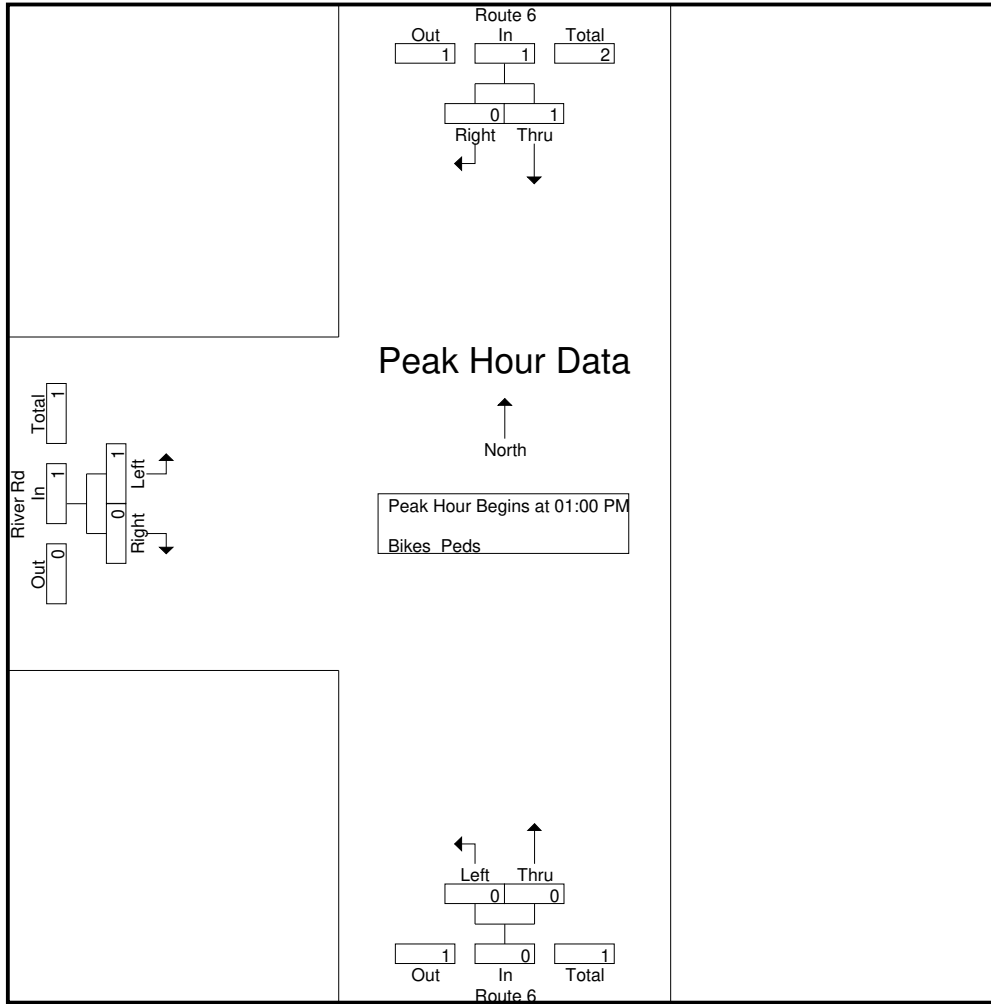 Route 6
Out In Total
1 1 2
0 1
Right Thru
Peak Hour Data
North
Peak Hour Begins at 01:00 PM
Bikes Peds
River Rd
Out In Total
0 1 1
Right Left
0 1
Left Thru
0 0
1 0 1
Out In Total
Route 6